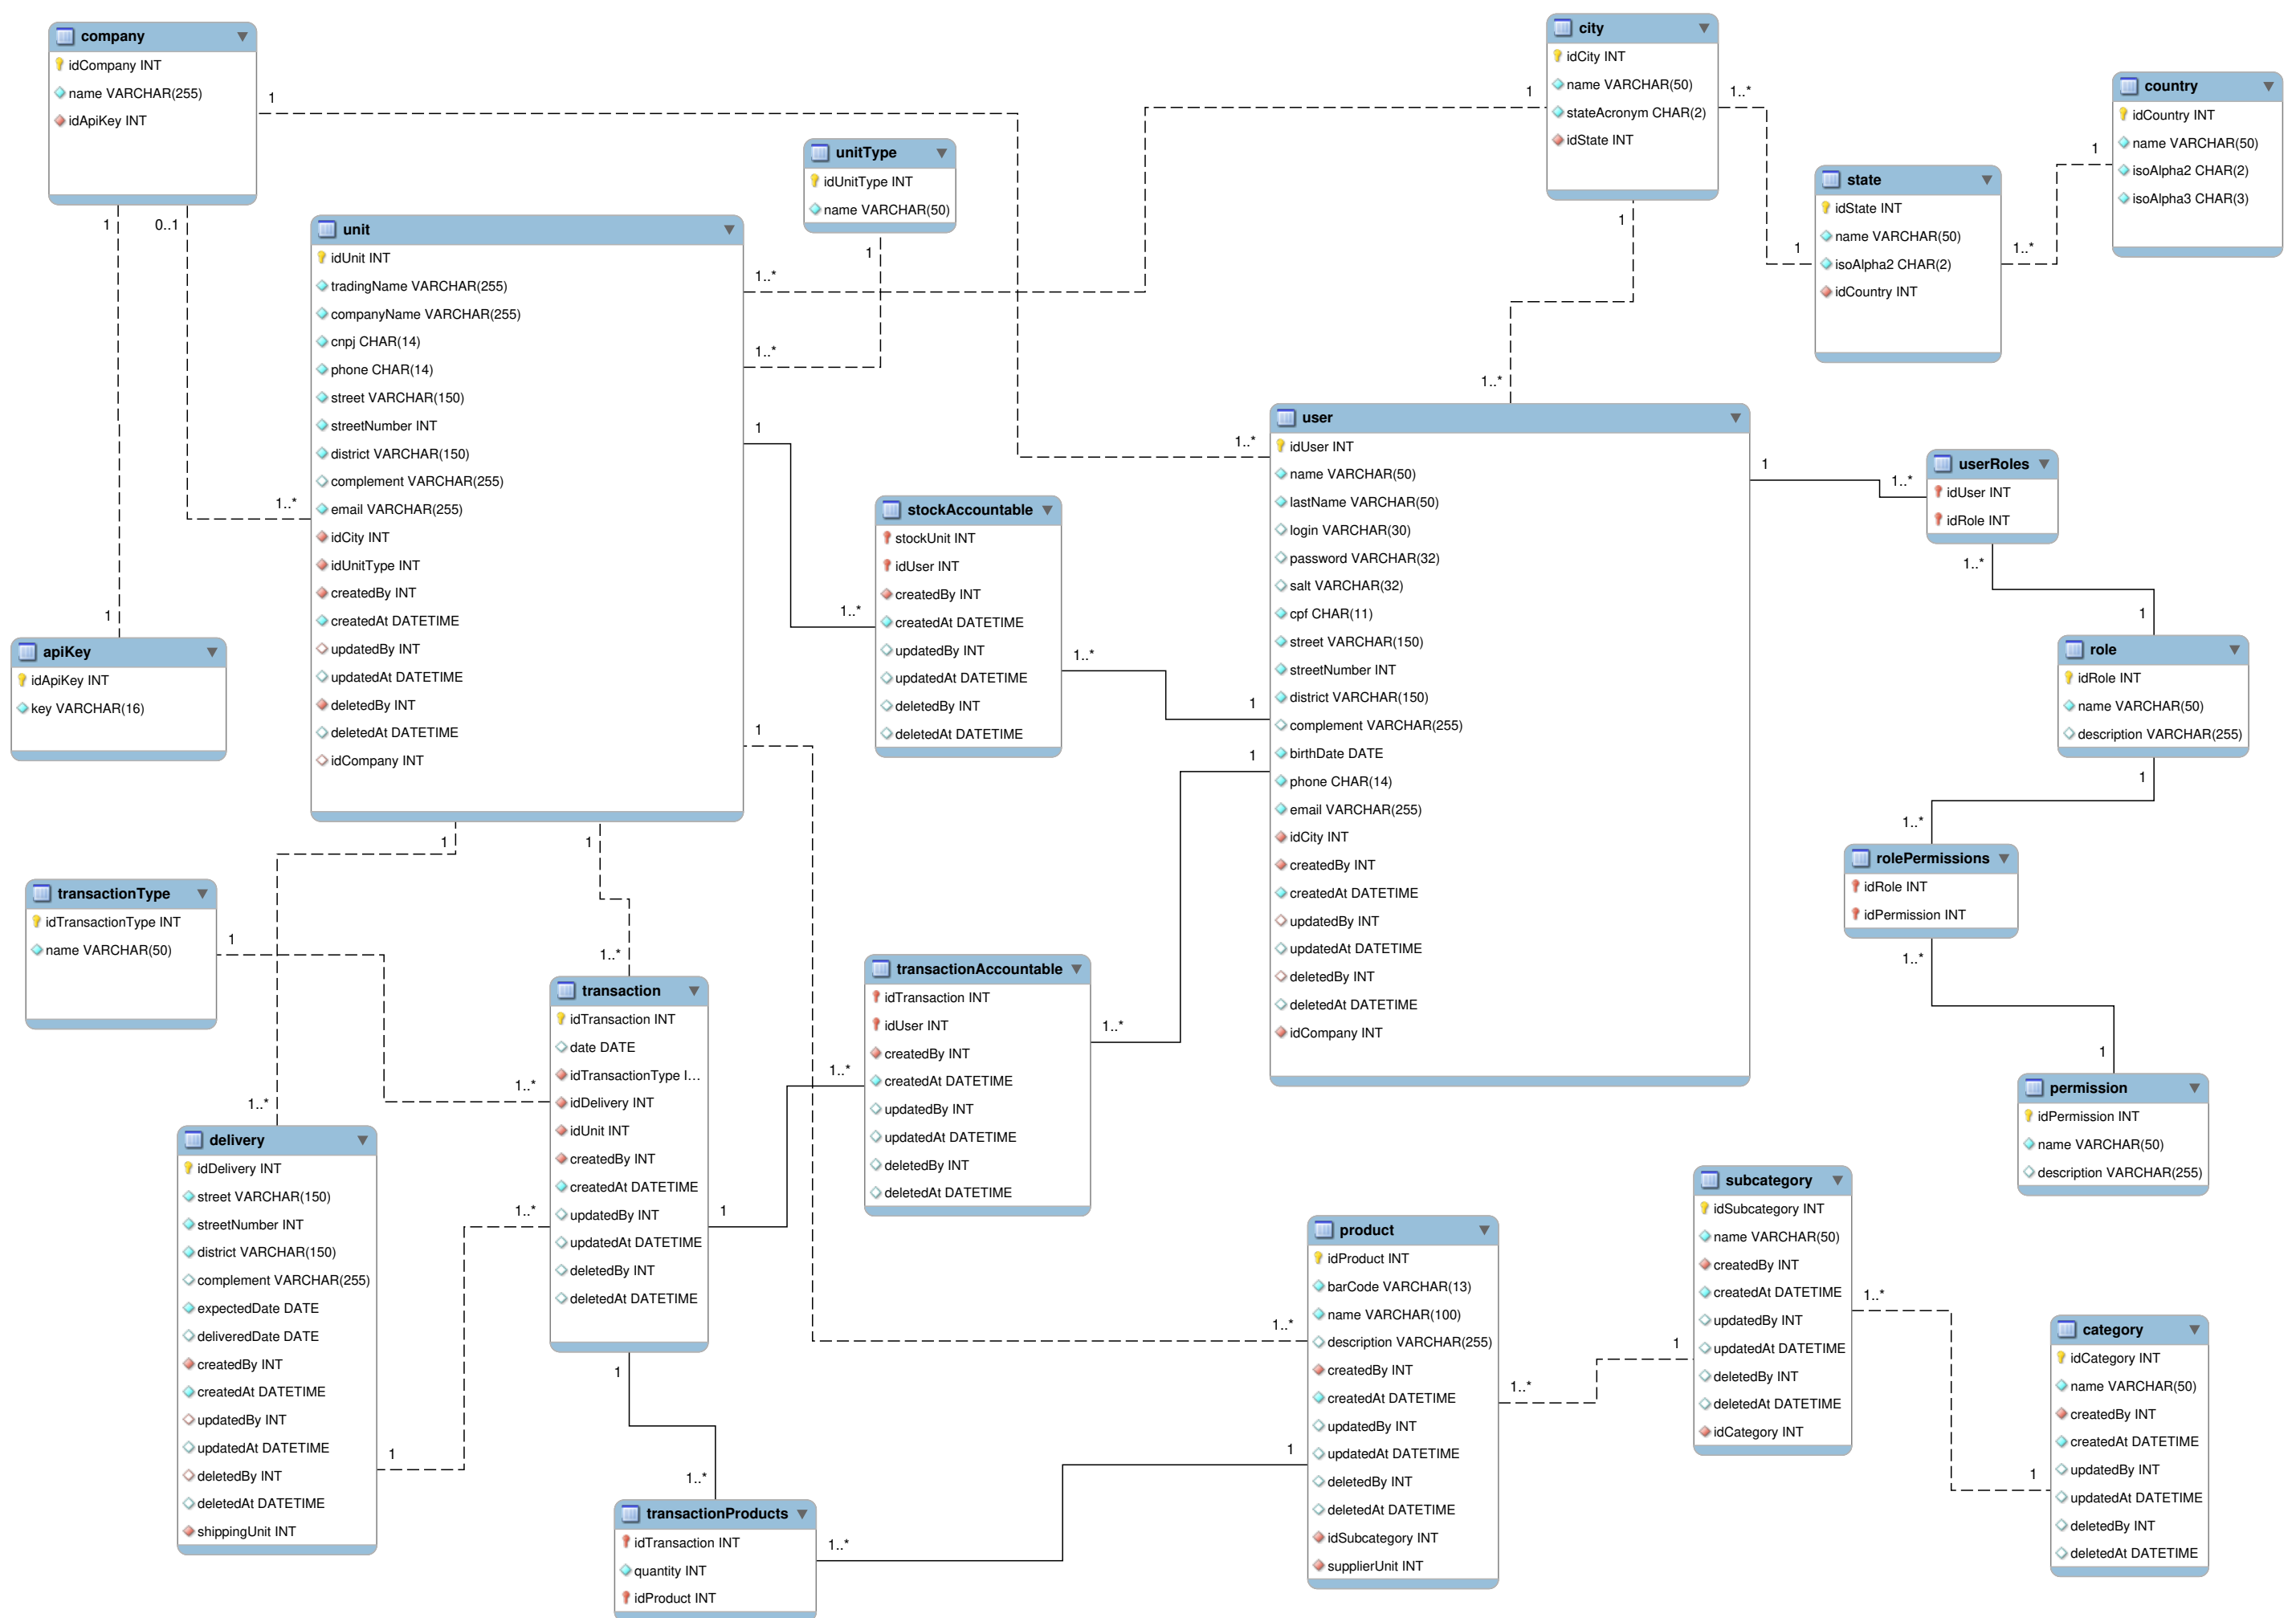 company
idCompany INT
name VARCHAR(255)
idApiKey INT
1
1
0..1
city
idCity INT
name VARCHAR(50)
stateAcronym CHAR(2)
idState INT
1
1..*
1
country
idCountry INT
name VARCHAR(50)
isoAlpha2 CHAR(2)
isoAlpha3 CHAR(3)
1
unitType
idUnitType INT
name VARCHAR(50)
1
state
idState INT
name VARCHAR(50)
isoAlpha2 CHAR(2)
idCountry INT
1
1..*
unit
idUnit INT
tradingName VARCHAR(255)
companyName VARCHAR(255)
cnpj CHAR(14)
phone CHAR(14)
street VARCHAR(150)
streetNumber INT
district VARCHAR(150)
complement VARCHAR(255)
email VARCHAR(255)
idCity INT
idUnitType INT
createdBy INT
createdAt DATETIME
updatedBy INT
updatedAt DATETIME
deletedBy INT
deletedAt DATETIME
idCompany INT
1..*
1..*
1
1..*
1
1
1
user
idUser INT
name VARCHAR(50)
lastName VARCHAR(50)
login VARCHAR(30)
password VARCHAR(32)
salt VARCHAR(32)
cpf CHAR(11)
street VARCHAR(150)
streetNumber INT
district VARCHAR(150)
complement VARCHAR(255)
birthDate DATE
phone CHAR(14)
email VARCHAR(255)
idCity INT
createdBy INT
createdAt DATETIME
updatedBy INT
updatedAt DATETIME
deletedBy INT
deletedAt DATETIME
idCompany INT
1..*
1..*
1
1
1
userRoles
idUser INT
idRole INT
1..*
1..*
stockAccountable
stockUnit INT
idUser INT
createdBy INT
createdAt DATETIME
updatedBy INT
updatedAt DATETIME
deletedBy INT
deletedAt DATETIME
1..*
1..*
apiKey
idApiKey INT
key VARCHAR(16)
1
role
idRole INT
name VARCHAR(50)
description VARCHAR(255)
1
1
rolePermissions
idRole INT
idPermission INT
1..*
1..*
transactionType
idTransactionType INT
name VARCHAR(50)
1
transaction
idTransaction INT
date DATE
idTransactionType I...
idDelivery INT
idUnit INT
createdBy INT
createdAt DATETIME
updatedBy INT
updatedAt DATETIME
deletedBy INT
deletedAt DATETIME
1..*
1..*
1..*
1
1
transactionAccountable
idTransaction INT
idUser INT
createdBy INT
createdAt DATETIME
updatedBy INT
updatedAt DATETIME
deletedBy INT
deletedAt DATETIME
1..*
1..*
permission
idPermission INT
name VARCHAR(50)
description VARCHAR(255)
1
delivery
idDelivery INT
street VARCHAR(150)
streetNumber INT
district VARCHAR(150)
complement VARCHAR(255)
expectedDate DATE
deliveredDate DATE
createdBy INT
createdAt DATETIME
updatedBy INT
updatedAt DATETIME
deletedBy INT
deletedAt DATETIME
shippingUnit INT
1..*
1
product
idProduct INT
barCode VARCHAR(13)
name VARCHAR(100)
description VARCHAR(255)
createdBy INT
createdAt DATETIME
updatedBy INT
updatedAt DATETIME
deletedBy INT
deletedAt DATETIME
idSubcategory INT
supplierUnit INT
1..*
1..*
1
subcategory
idSubcategory INT
name VARCHAR(50)
createdBy INT
createdAt DATETIME
updatedBy INT
updatedAt DATETIME
deletedBy INT
deletedAt DATETIME
idCategory INT
1
1..*
category
idCategory INT
name VARCHAR(50)
createdBy INT
createdAt DATETIME
updatedBy INT
updatedAt DATETIME
deletedBy INT
deletedAt DATETIME
1
transactionProducts
idTransaction INT
quantity INT
idProduct INT
1..*
1..*